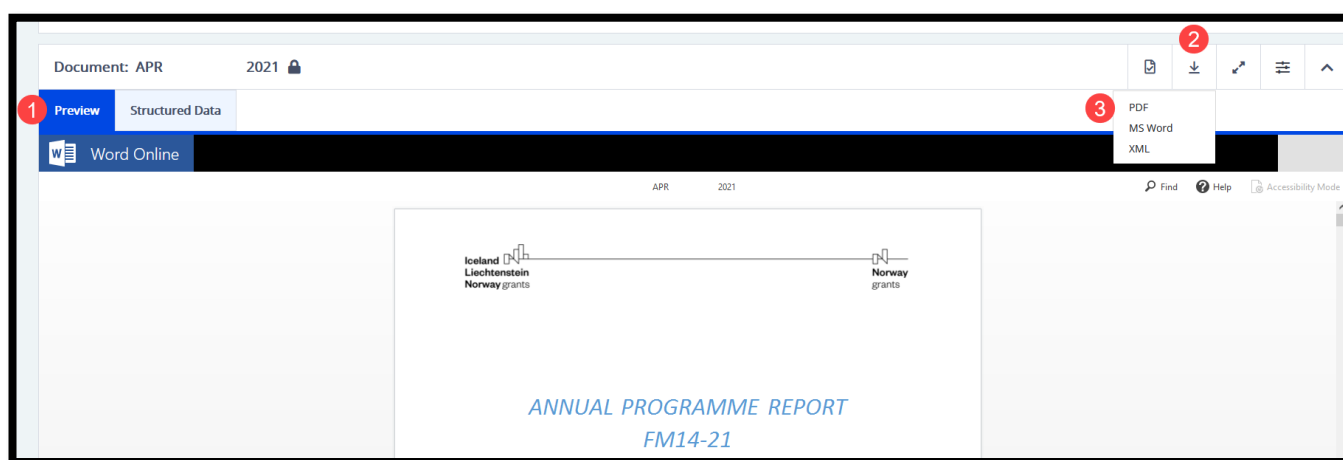 2
Document: APR 2021
1 Preview Structured Data
3 PDF
MS Word
XML
W Word Online
APR 2021
Find ? Help Accessibility Mode
Iceland
Liechtenstein
Norway grants
Norway
grants
ANNUAL PROGRAMME REPORT
FM14-21